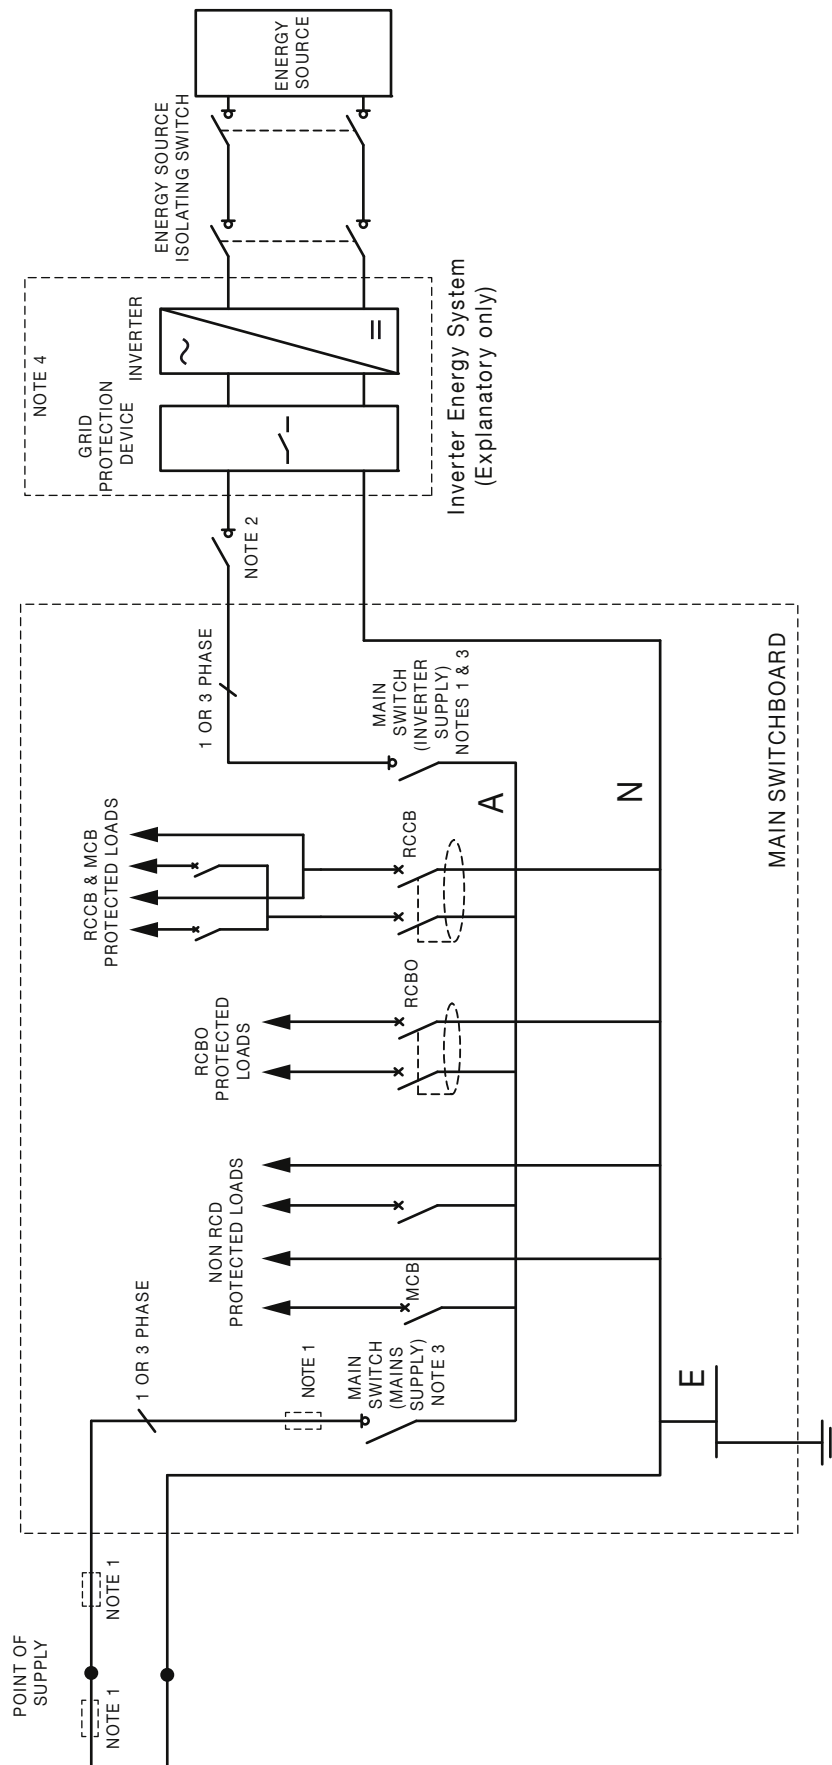 POINT OF
SUPPLY
NOTE 1
NOTE 1
1 OR 3 PHASE
NOTE 1
MAIN
SWITCH
(MAINS
SUPPLY)
NOTE 3
E
NON RCD
PROTECTED LOADS
MCB
RCBO
PROTECTED
LOADS
RCBO
RCCB & MCB
PROTECTED LOADS
RCCB
A
N
1 OR 3 PHASE
MAIN
SWITCH
(INVERTER
SUPPLY)
NOTES 1 & 3
MAIN SWITCHBOARD
NOTE 2
NOTE 4
GRID
PROTECTION
DEVICE
INVERTER
Inverter Energy System
(Explanatory only)
ENERGY SOURCE
ISOLATING SWITCH
ENERGY
SOURCE